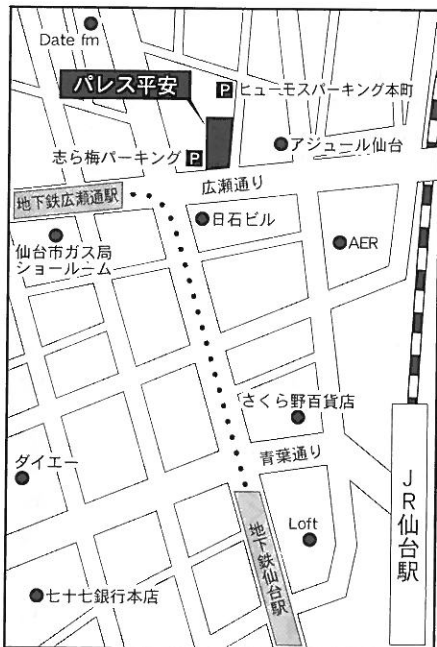 Date fm
パレス平安
P ヒューモスパーキング本町
アジュール仙台
志ら梅パーキング P
広瀬通り
地下鉄広瀬通駅
日石ビル
仙台市ガス局
ショールーム
AER
さくら野百貨店
青葉通り
ダイエー
JR仙台駅
地下鉄仙台駅
Loft
七十七銀行本店